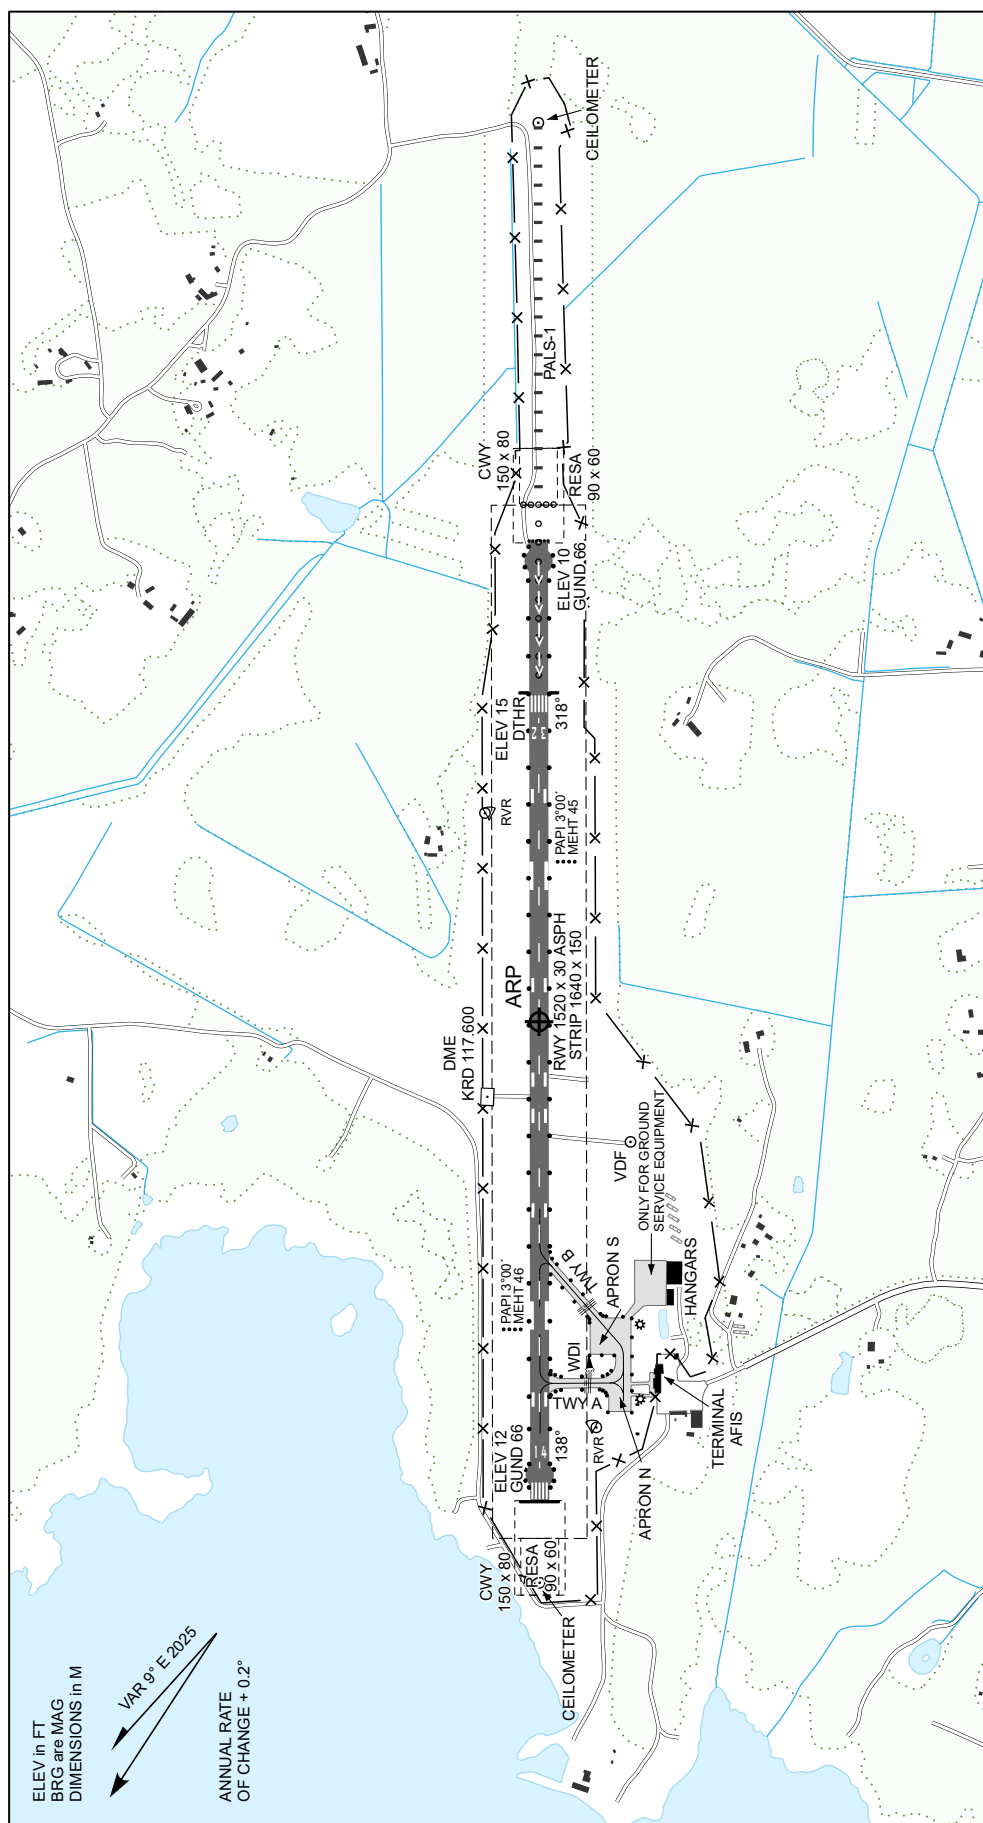 CEILOMETER
PALS-1
CWY
150 x 80
RESA
90 x 60
ELEV 10
GUND 66
ELEV 15
DTHR
318°
32
RVR
PAPI 3°00´
MEHT 45
ARP
RWY 1520 x 30 ASPH
STRIP 1640 x 150
DME
KRD 117.600
VDF
ONLY FOR GROUND
SERVICE EQUIPMENT
TWY B
APRON S
HANGARS
PAPI 3°00´
MEHT 46
WDI
TWY A
TERMINAL
AFIS
RVR
APRON N
ELEV 12
GUND 66
138°
14
CWY
150 x 80
RESA
90 x 60
CEILOMETER
VAR 9° E 2025
ELEV in FT
BRG are MAG
DIMENSIONS in M
ANNUAL RATE
OF CHANGE + 0.2°